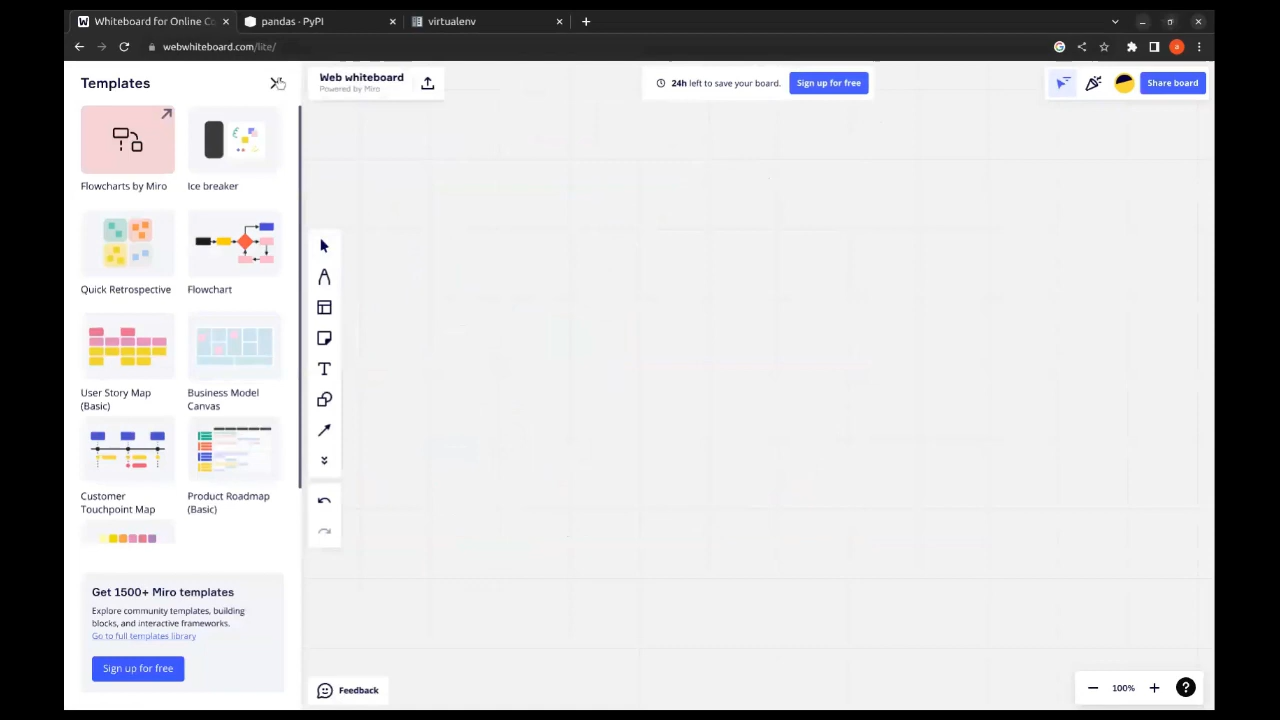 Whiteboard for Online Co
pandas · PyPI
virtualenv
webwhiteboard.com/lite/
a
Templates
Web whiteboard
Powered by Miro
24h left to save your board.
Sign up for free
Share board
Flowcharts by Miro
Ice breaker
Quick Retrospective
Flowchart
User Story Map
(Basic)
Business Model
Canvas
Customer
Touchpoint Map
Product Roadmap
(Basic)
Get 1500+ Miro templates
Explore community templates, building
blocks, and interactive frameworks.
Go to full templates library
Sign up for free
Feedback
100%